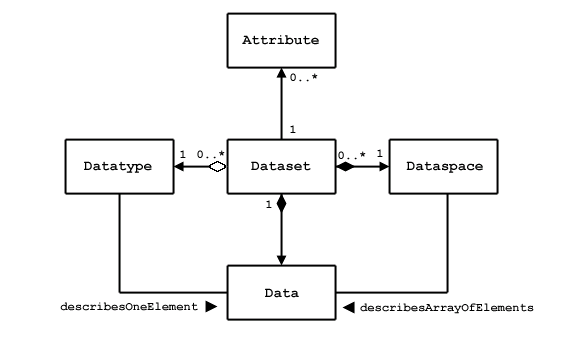 Attribute
0..*
1
Datatype
1 0..*
Dataset
0..* 1
Dataspace
1
Data
describesOneElement
describesArrayOfElements